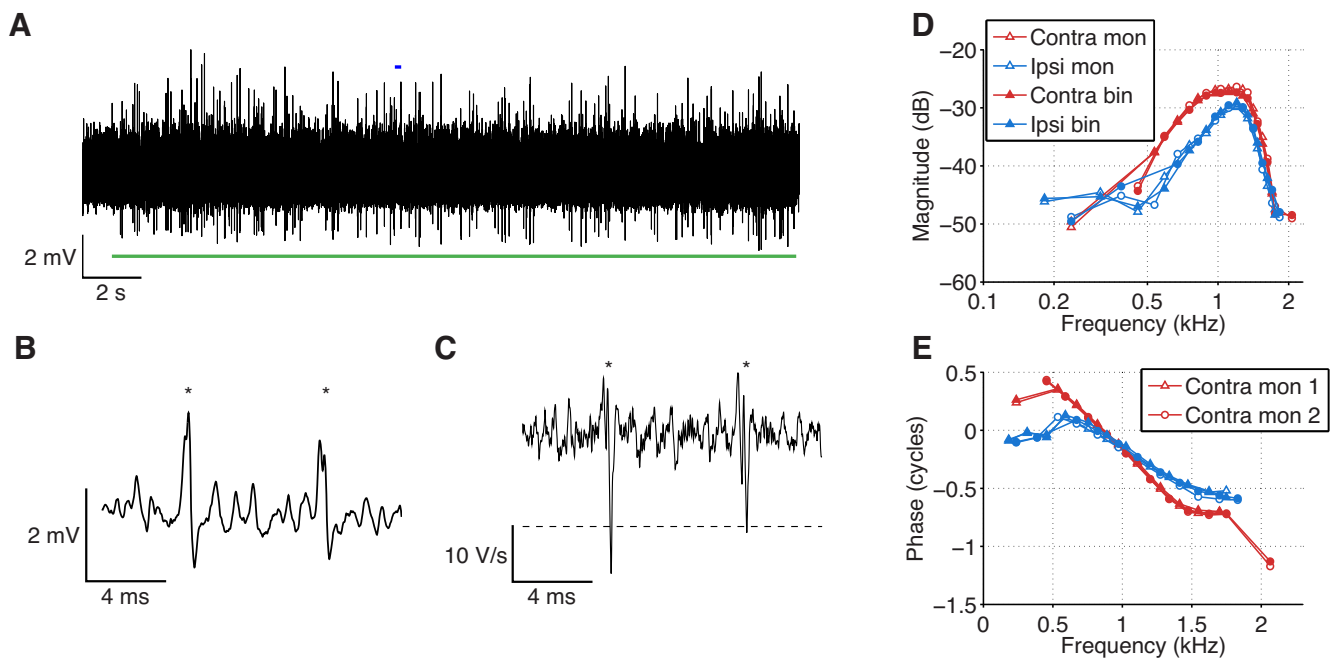 A
2 mV
2 s
B
*
*
2 mV
4 ms
C
*
*
10 V/s
4 ms
D
Contra mon
Ipsi mon
Contra bin
Ipsi bin
Magnitude (dB)
−20
−30
−40
−50
−60
0.1
0.2
0.5
1
2
Frequency (kHz)
E
Contra mon 1
Contra mon 2
Phase (cycles)
0.5
0
−0.5
−1
−1.5
0
0.5
1
1.5
2
Frequency (kHz)